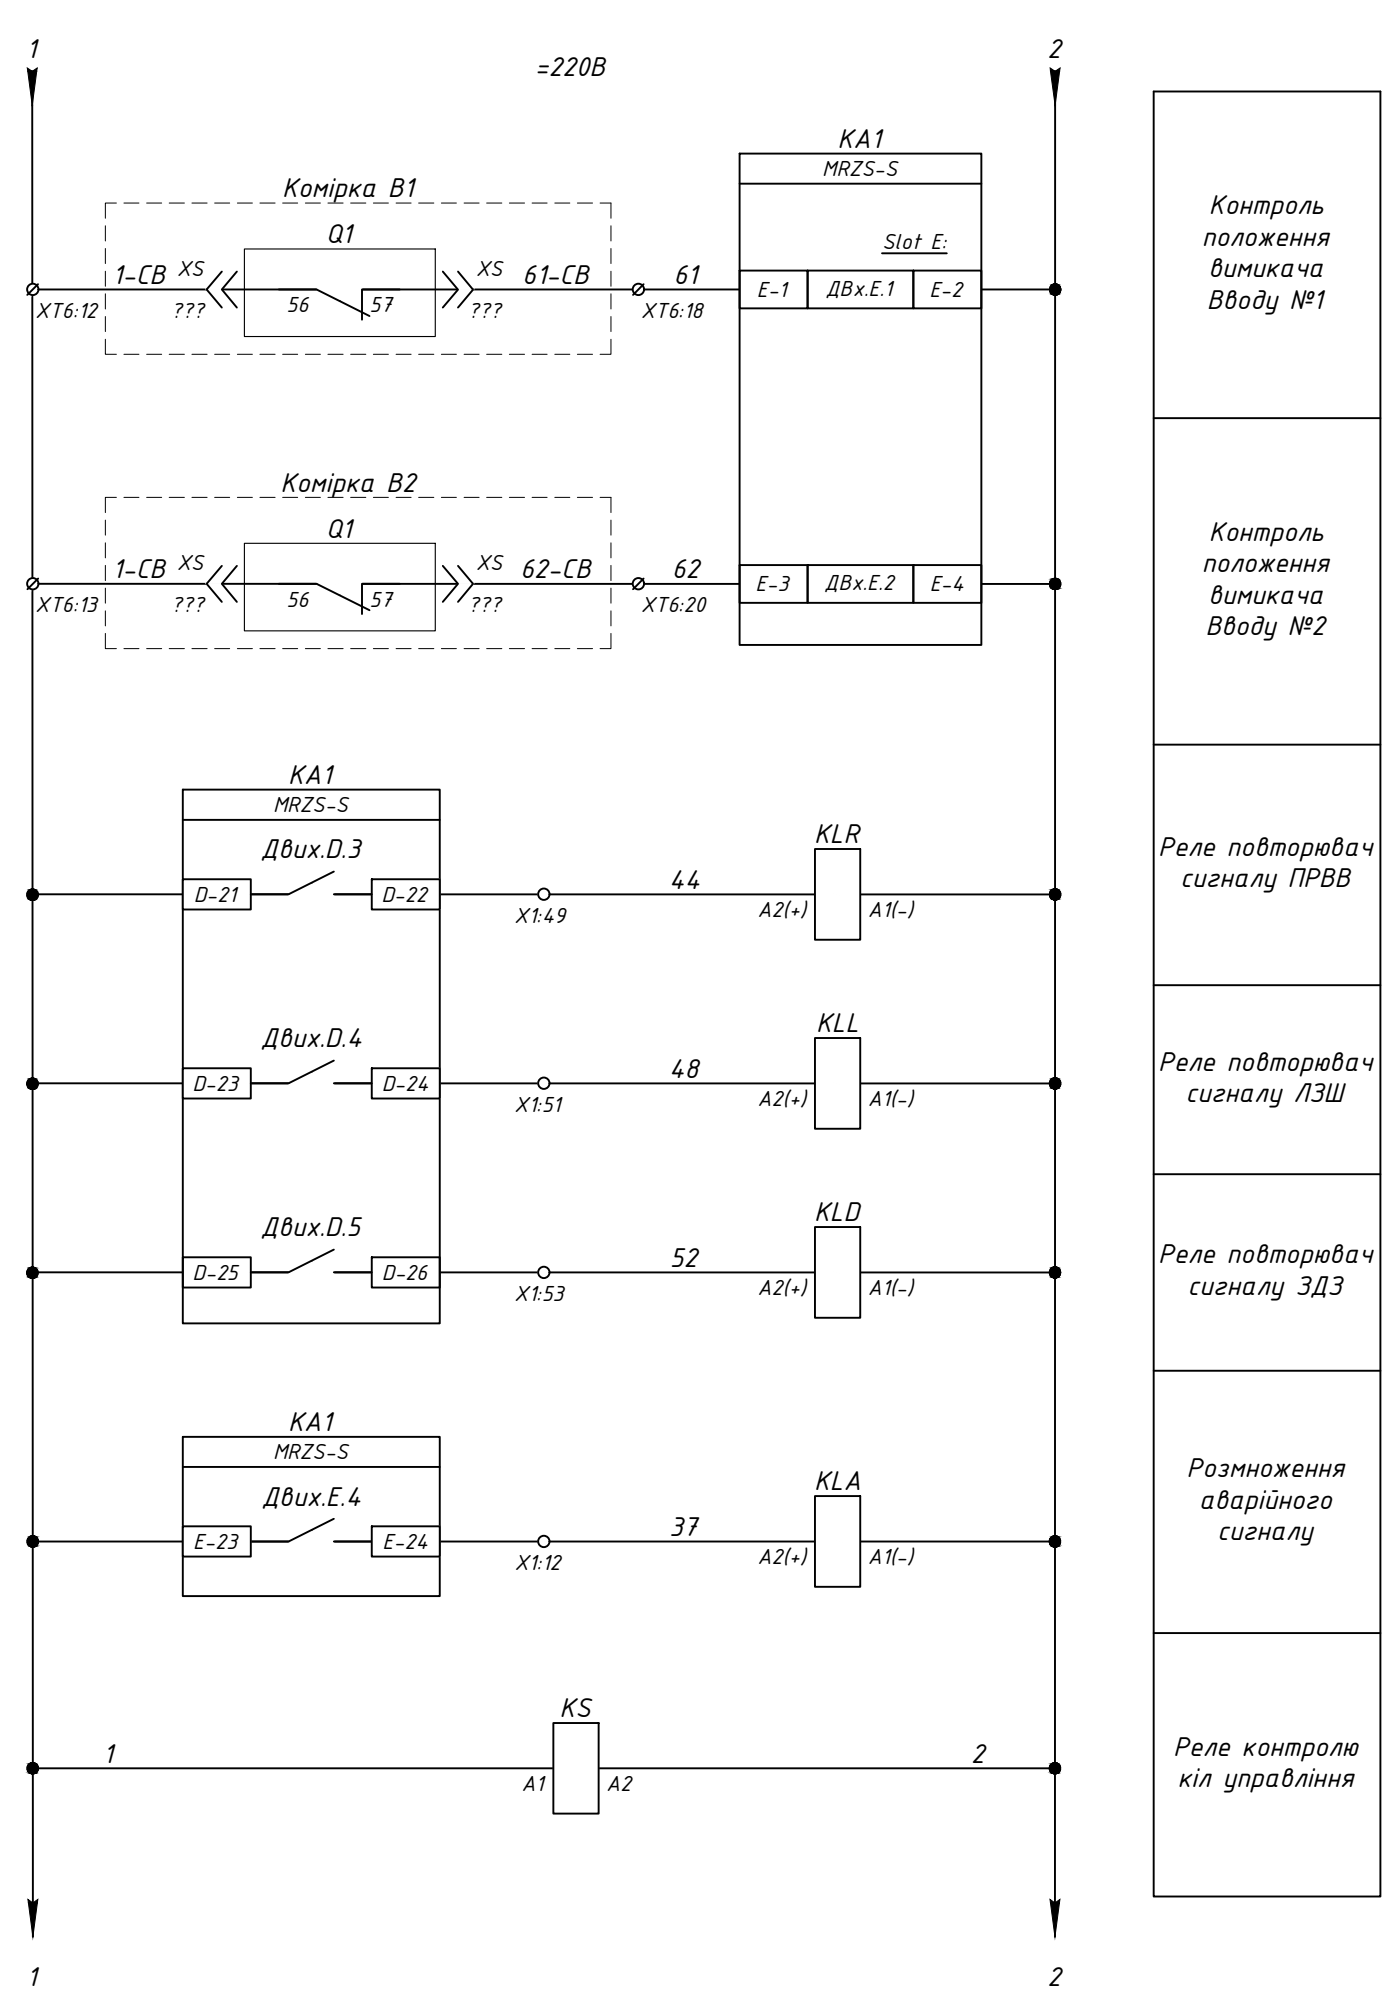 1
=220В
2
КА1
MRZS-S
Комірка В1
Q1
Slot E:
1-СВ
XS
XS
61-СВ
61
E-1
ДВх.Е.1
E-2
56
57
XT6:12
???
???
XT6:18
Контроль
положення
вимикача
Вводу №1
Комірка В2
Q1
1-СВ
XS
XS
62-СВ
62
E-3
ДВх.Е.2
E-4
56
57
XT6:13
???
???
XT6:20
Контроль
положення
вимикача
Вводу №2
КА1
MRZS-S
Двих.D.3
D-21
D-22
X1:49
44
KLR
A2(+)
A1(-)
Реле повторювач
сигналу ПРВВ
Двих.D.4
D-23
D-24
X1:51
48
KLL
A2(+)
A1(-)
Реле повторювач
сигналу ЛЗШ
Двих.D.5
D-25
D-26
X1:53
52
KLD
A2(+)
A1(-)
Реле повторювач
сигналу ЗДЗ
КА1
MRZS-S
Двих.Е.4
E-23
E-24
X1:12
37
KLA
A2(+)
A1(-)
Розмноження
аварійного
сигналу
KS
1
A1
A2
2
Реле контролю
кіл управління
1
2